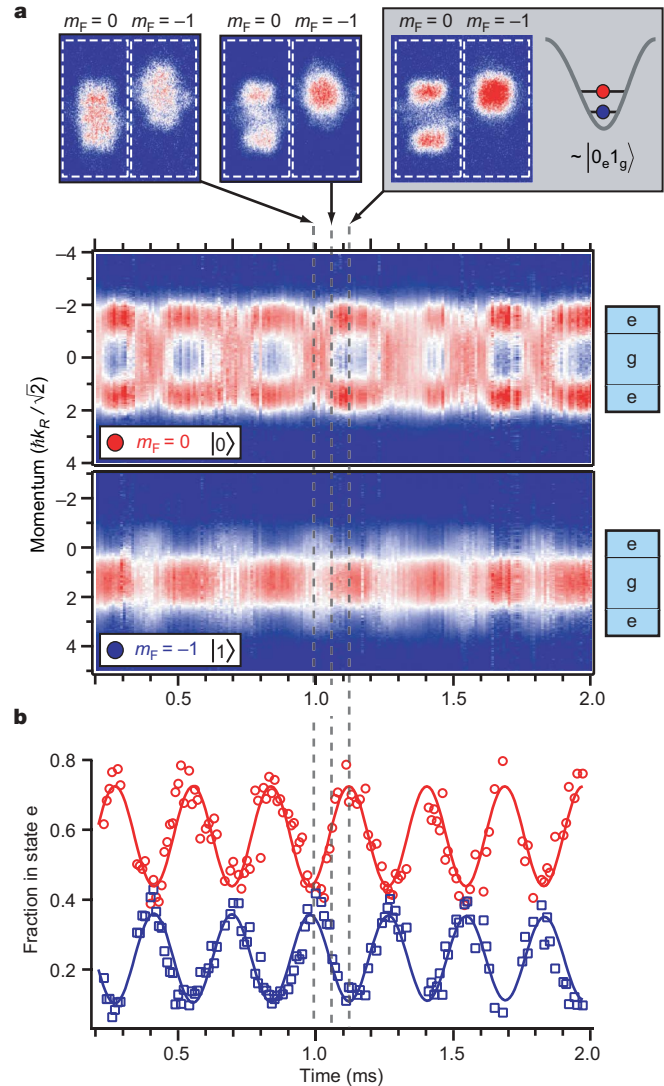 a
m_F = 0 m_F = –1
m_F = 0 m_F = –1
m_F = 0 m_F = –1
~ |0_e 1_g⟩
Momentum (ħk_R /√2)
–4
–2
0
2
4
m_F = 0 |0⟩
e
g
e
–2
0
2
4
m_F = –1 |1⟩
e
g
e
0.5 1.0 1.5 2.0
b
Fraction in state e
0.8
0.6
0.4
0.2
0.5 1.0 1.5 2.0
Time (ms)